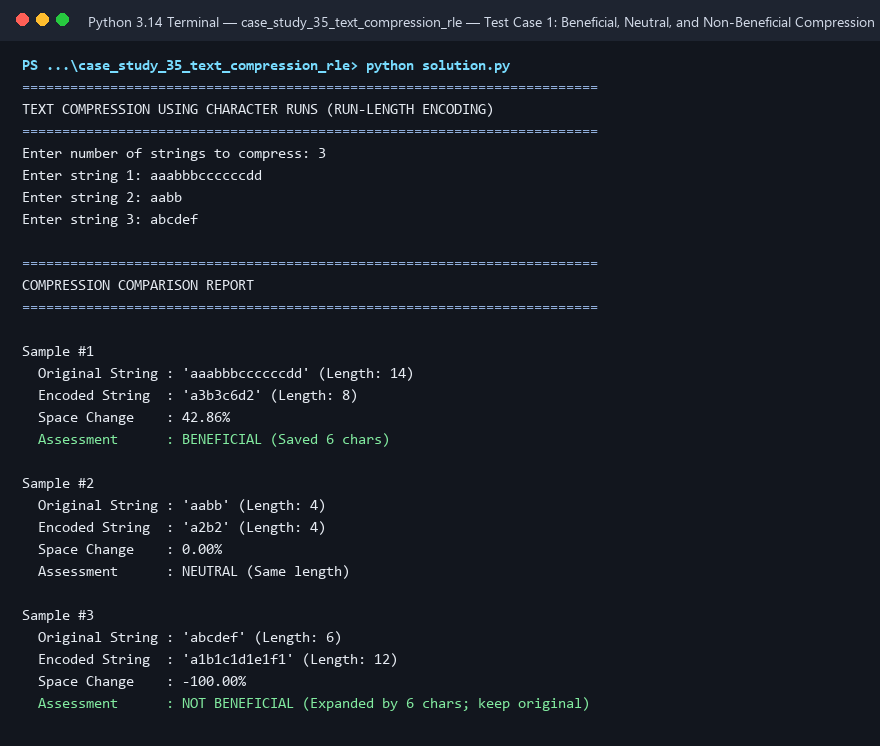 Python 3.14 Terminal — case_study_35_text_compression_rle — Test Case 1: Beneficial, Neutral, and Non-Beneficial Compression
PS ...\case_study_35_text_compression_rle> python solution.py
========================================================================
TEXT COMPRESSION USING CHARACTER RUNS (RUN-LENGTH ENCODING)
========================================================================
Enter number of strings to compress: 3
Enter string 1: aaabbbccccccdd
Enter string 2: aabb
Enter string 3: abcdef
========================================================================
COMPRESSION COMPARISON REPORT
========================================================================
Sample #1
  Original String : 'aaabbbccccccdd' (Length: 14)
  Encoded String  : 'a3b3c6d2' (Length: 8)
  Space Change    : 42.86%
  Assessment      : BENEFICIAL (Saved 6 chars)
Sample #2
  Original String : 'aabb' (Length: 4)
  Encoded String  : 'a2b2' (Length: 4)
  Space Change    : 0.00%
  Assessment      : NEUTRAL (Same length)
Sample #3
  Original String : 'abcdef' (Length: 6)
  Encoded String  : 'a1b1c1d1e1f1' (Length: 12)
  Space Change    : -100.00%
  Assessment      : NOT BENEFICIAL (Expanded by 6 chars; keep original)